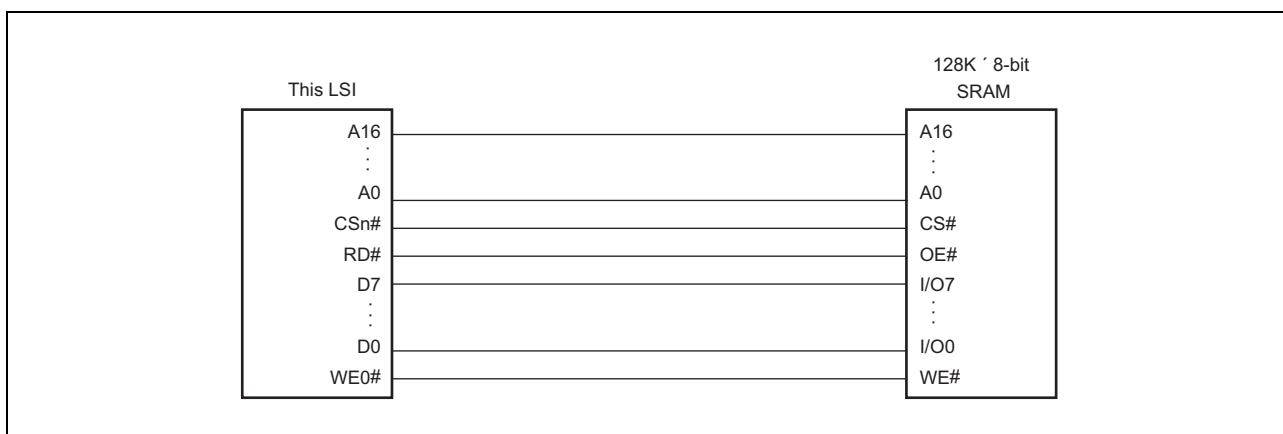 This LSI
A16
⋮
A0
CSn#
RD#
D7
⋮
D0
WE0#
128K ´ 8-bit
SRAM
A16
⋮
A0
CS#
OE#
I/O7
⋮
I/O0
WE#